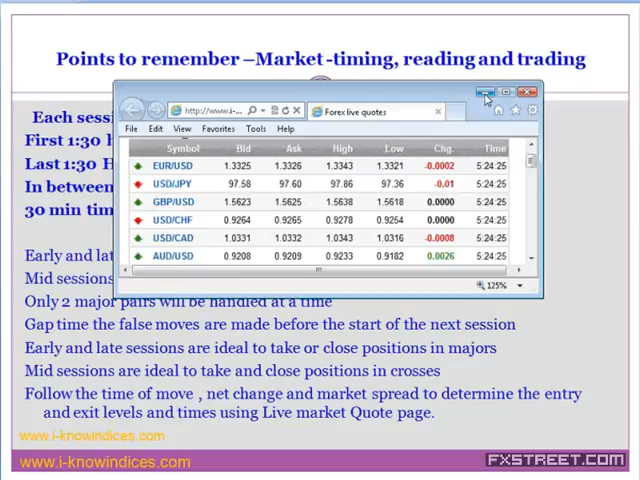 Points to remember –Market-timing, reading and trading
Each sess
First 1:30 h
Last 1:30 H
In between
30 min tim
http://www.i-
Forex live quotes
File Edit View Favorites Tools Help
Symbol Bid Ask High Low Chg. Time
EUR/USD 1.3325 1.3326 1.3343 1.3321 -0.0002 5:24:25
USD/JPY 97.58 97.60 97.86 97.36 -0.01 5:24:25
GBP/USD 1.5623 1.5625 1.5638 1.5618 0.0000 5:24:25
USD/CHF 0.9264 0.9266 0.9278 0.9254 0.0000 5:24:25
USD/CAD 1.0331 1.0332 1.0343 1.0316 -0.0008 5:24:25
AUD/USD 0.9208 0.9209 0.9233 0.9182 0.0026 5:24:25
125%
Early and lat
Mid sessions
Only 2 major pairs will be handled at a time
Gap time the false moves are made before the start of the next session
Early and late sessions are ideal to take or close positions in majors
Mid sessions are ideal to take and close positions in crosses
Follow the time of move , net change and market spread to determine the entry
and exit levels and times using Live market Quote page.
www.i-knowindices.com
www.i-knowindices.com
FXSTREET.COM